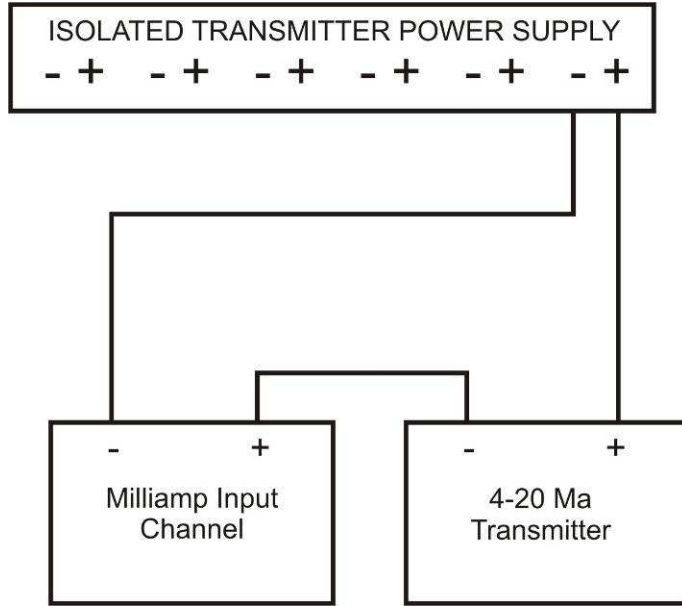 ISOLATED TRANSMITTER POWER SUPPLY
- + - + - + - + - + - +
- + - +
Milliamp Input 4-20 Ma
Channel Transmitter